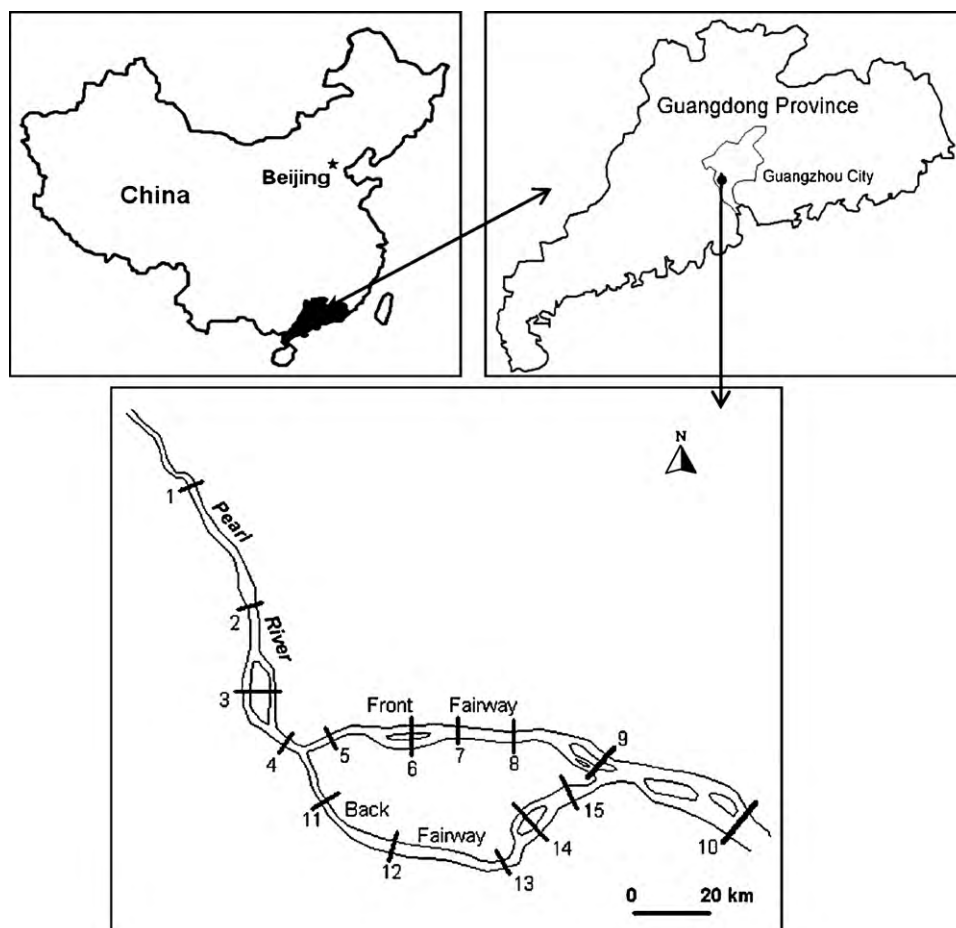 China
Beijing
Guangdong Province
Guangzhou City
N
1
Pearl
2
River
3
4
5
Front
Fairway
6
7
8
9
10
11
Back
12
Fairway
13
14
15
0 20 km